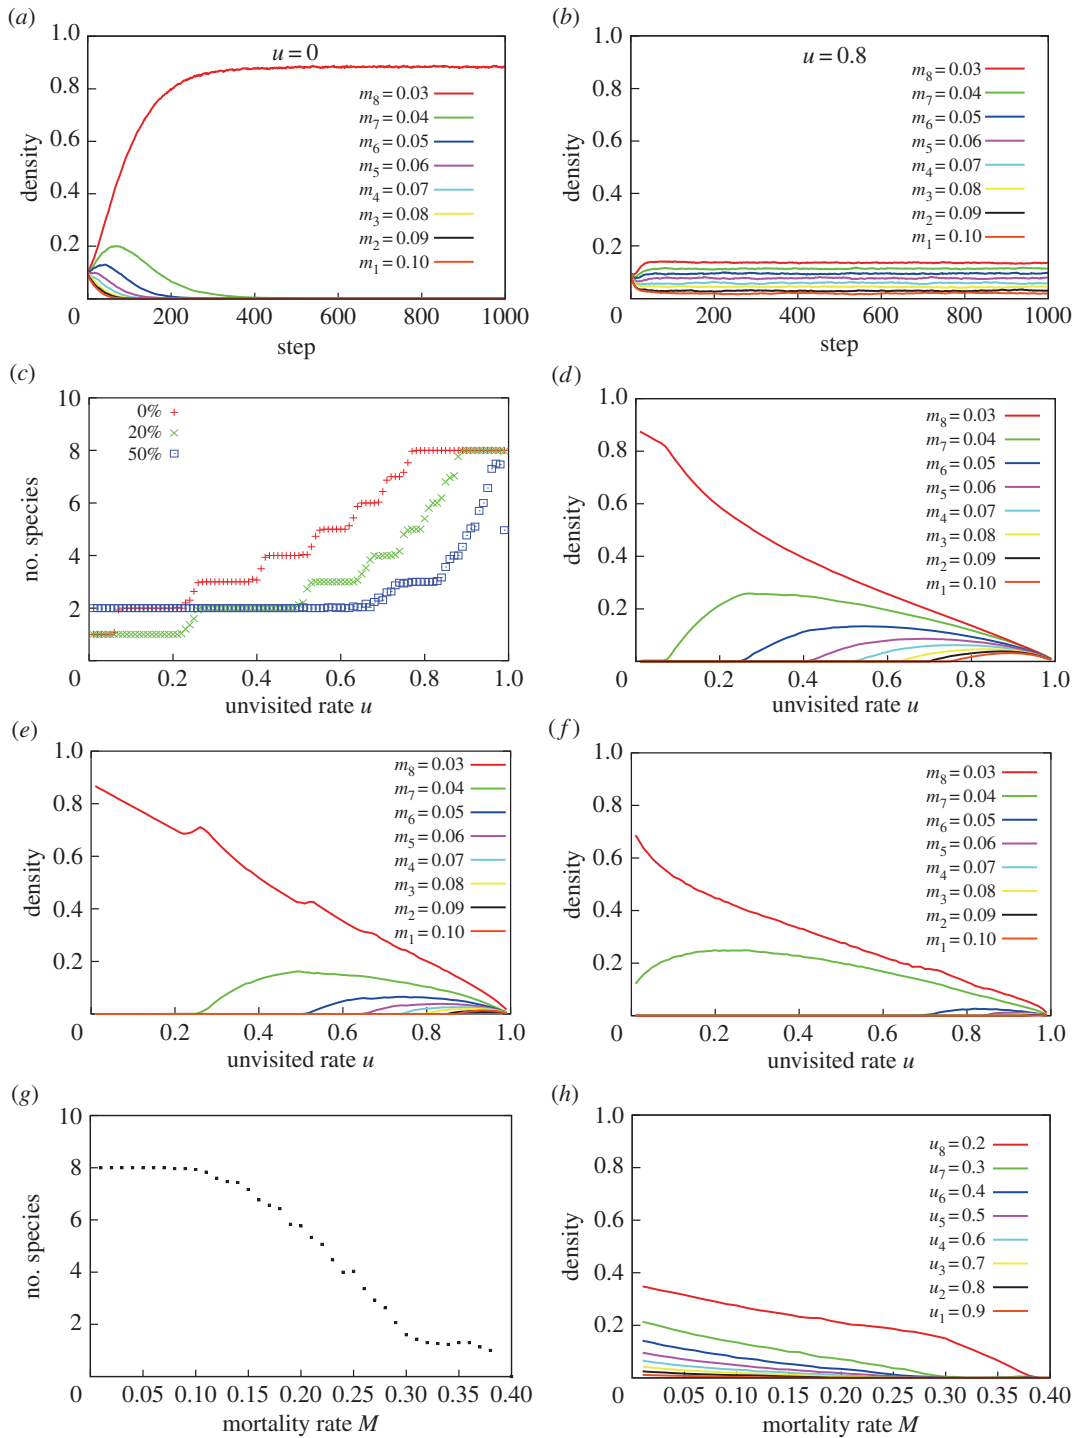 (a)
1.0
0.8
0.6
0.4
0.2
density
u = 0
m8 = 0.03
m7 = 0.04
m6 = 0.05
m5 = 0.06
m4 = 0.07
m3 = 0.08
m2 = 0.09
m1 = 0.10
0 200 400 600 800 1000
step
(b)
1.0
0.8
0.6
0.4
0.2
density
u = 0.8
m8 = 0.03
m7 = 0.04
m6 = 0.05
m5 = 0.06
m4 = 0.07
m3 = 0.08
m2 = 0.09
m1 = 0.10
0 200 400 600 800 1000
step
(c)
10
8
6
4
2
no. species
0%
20%
50%
0 0.2 0.4 0.6 0.8 1.0
unvisited rate u
(d)
1.0
0.8
0.6
0.4
0.2
density
m8 = 0.03
m7 = 0.04
m6 = 0.05
m5 = 0.06
m4 = 0.07
m3 = 0.08
m2 = 0.09
m1 = 0.10
0 0.2 0.4 0.6 0.8 1.0
unvisited rate u
(e)
1.0
0.8
0.6
0.4
0.2
density
m8 = 0.03
m7 = 0.04
m6 = 0.05
m5 = 0.06
m4 = 0.07
m3 = 0.08
m2 = 0.09
m1 = 0.10
0 0.2 0.4 0.6 0.8 1.0
unvisited rate u
(f)
1.0
0.8
0.6
0.4
0.2
density
m8 = 0.03
m7 = 0.04
m6 = 0.05
m5 = 0.06
m4 = 0.07
m3 = 0.08
m2 = 0.09
m1 = 0.10
0 0.2 0.4 0.6 0.8 1.0
unvisited rate u
(g)
10
8
6
4
2
no. species
0 0.05 0.10 0.15 0.20 0.25 0.30 0.35 0.40
mortality rate M
(h)
1.0
0.8
0.6
0.4
0.2
density
u8 = 0.2
u7 = 0.3
u6 = 0.4
u5 = 0.5
u4 = 0.6
u3 = 0.7
u2 = 0.8
u1 = 0.9
0 0.05 0.10 0.15 0.20 0.25 0.30 0.35 0.40
mortality rate M